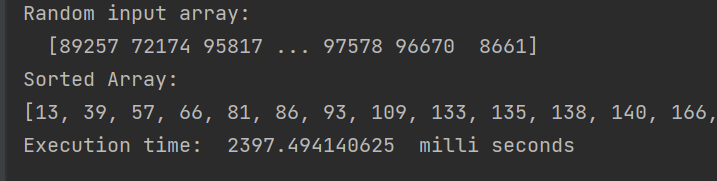 Random input array:
[89257 72174 95817 ... 97578 96670  8661]
Sorted Array:
[13, 39, 57, 66, 81, 86, 93, 109, 133, 135, 138, 140, 166,
Execution time:  2397.494140625  milli seconds